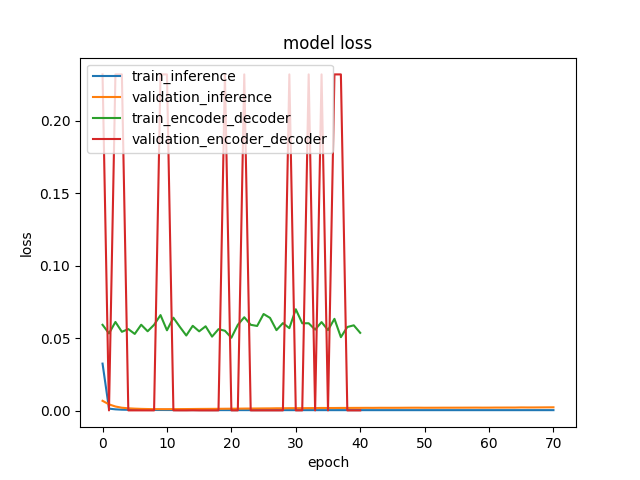 model loss
train_inference
validation_inference
train_encoder_decoder
validation_encoder_decoder
0.20
0.15
0.10
0.05
0.00
loss
0 10 20 30 40 50 60 70
epoch